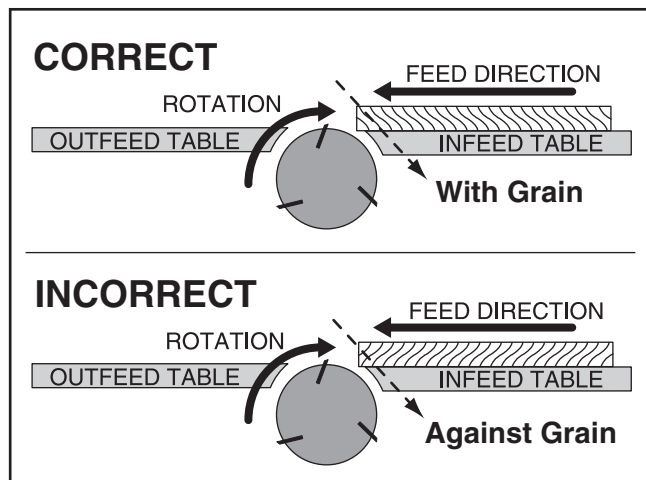 CORRECT
FEED DIRECTION
ROTATION
OUTFEED TABLE
INFEED TABLE
With Grain
INCORRECT
FEED DIRECTION
ROTATION
OUTFEED TABLE
INFEED TABLE
Against Grain